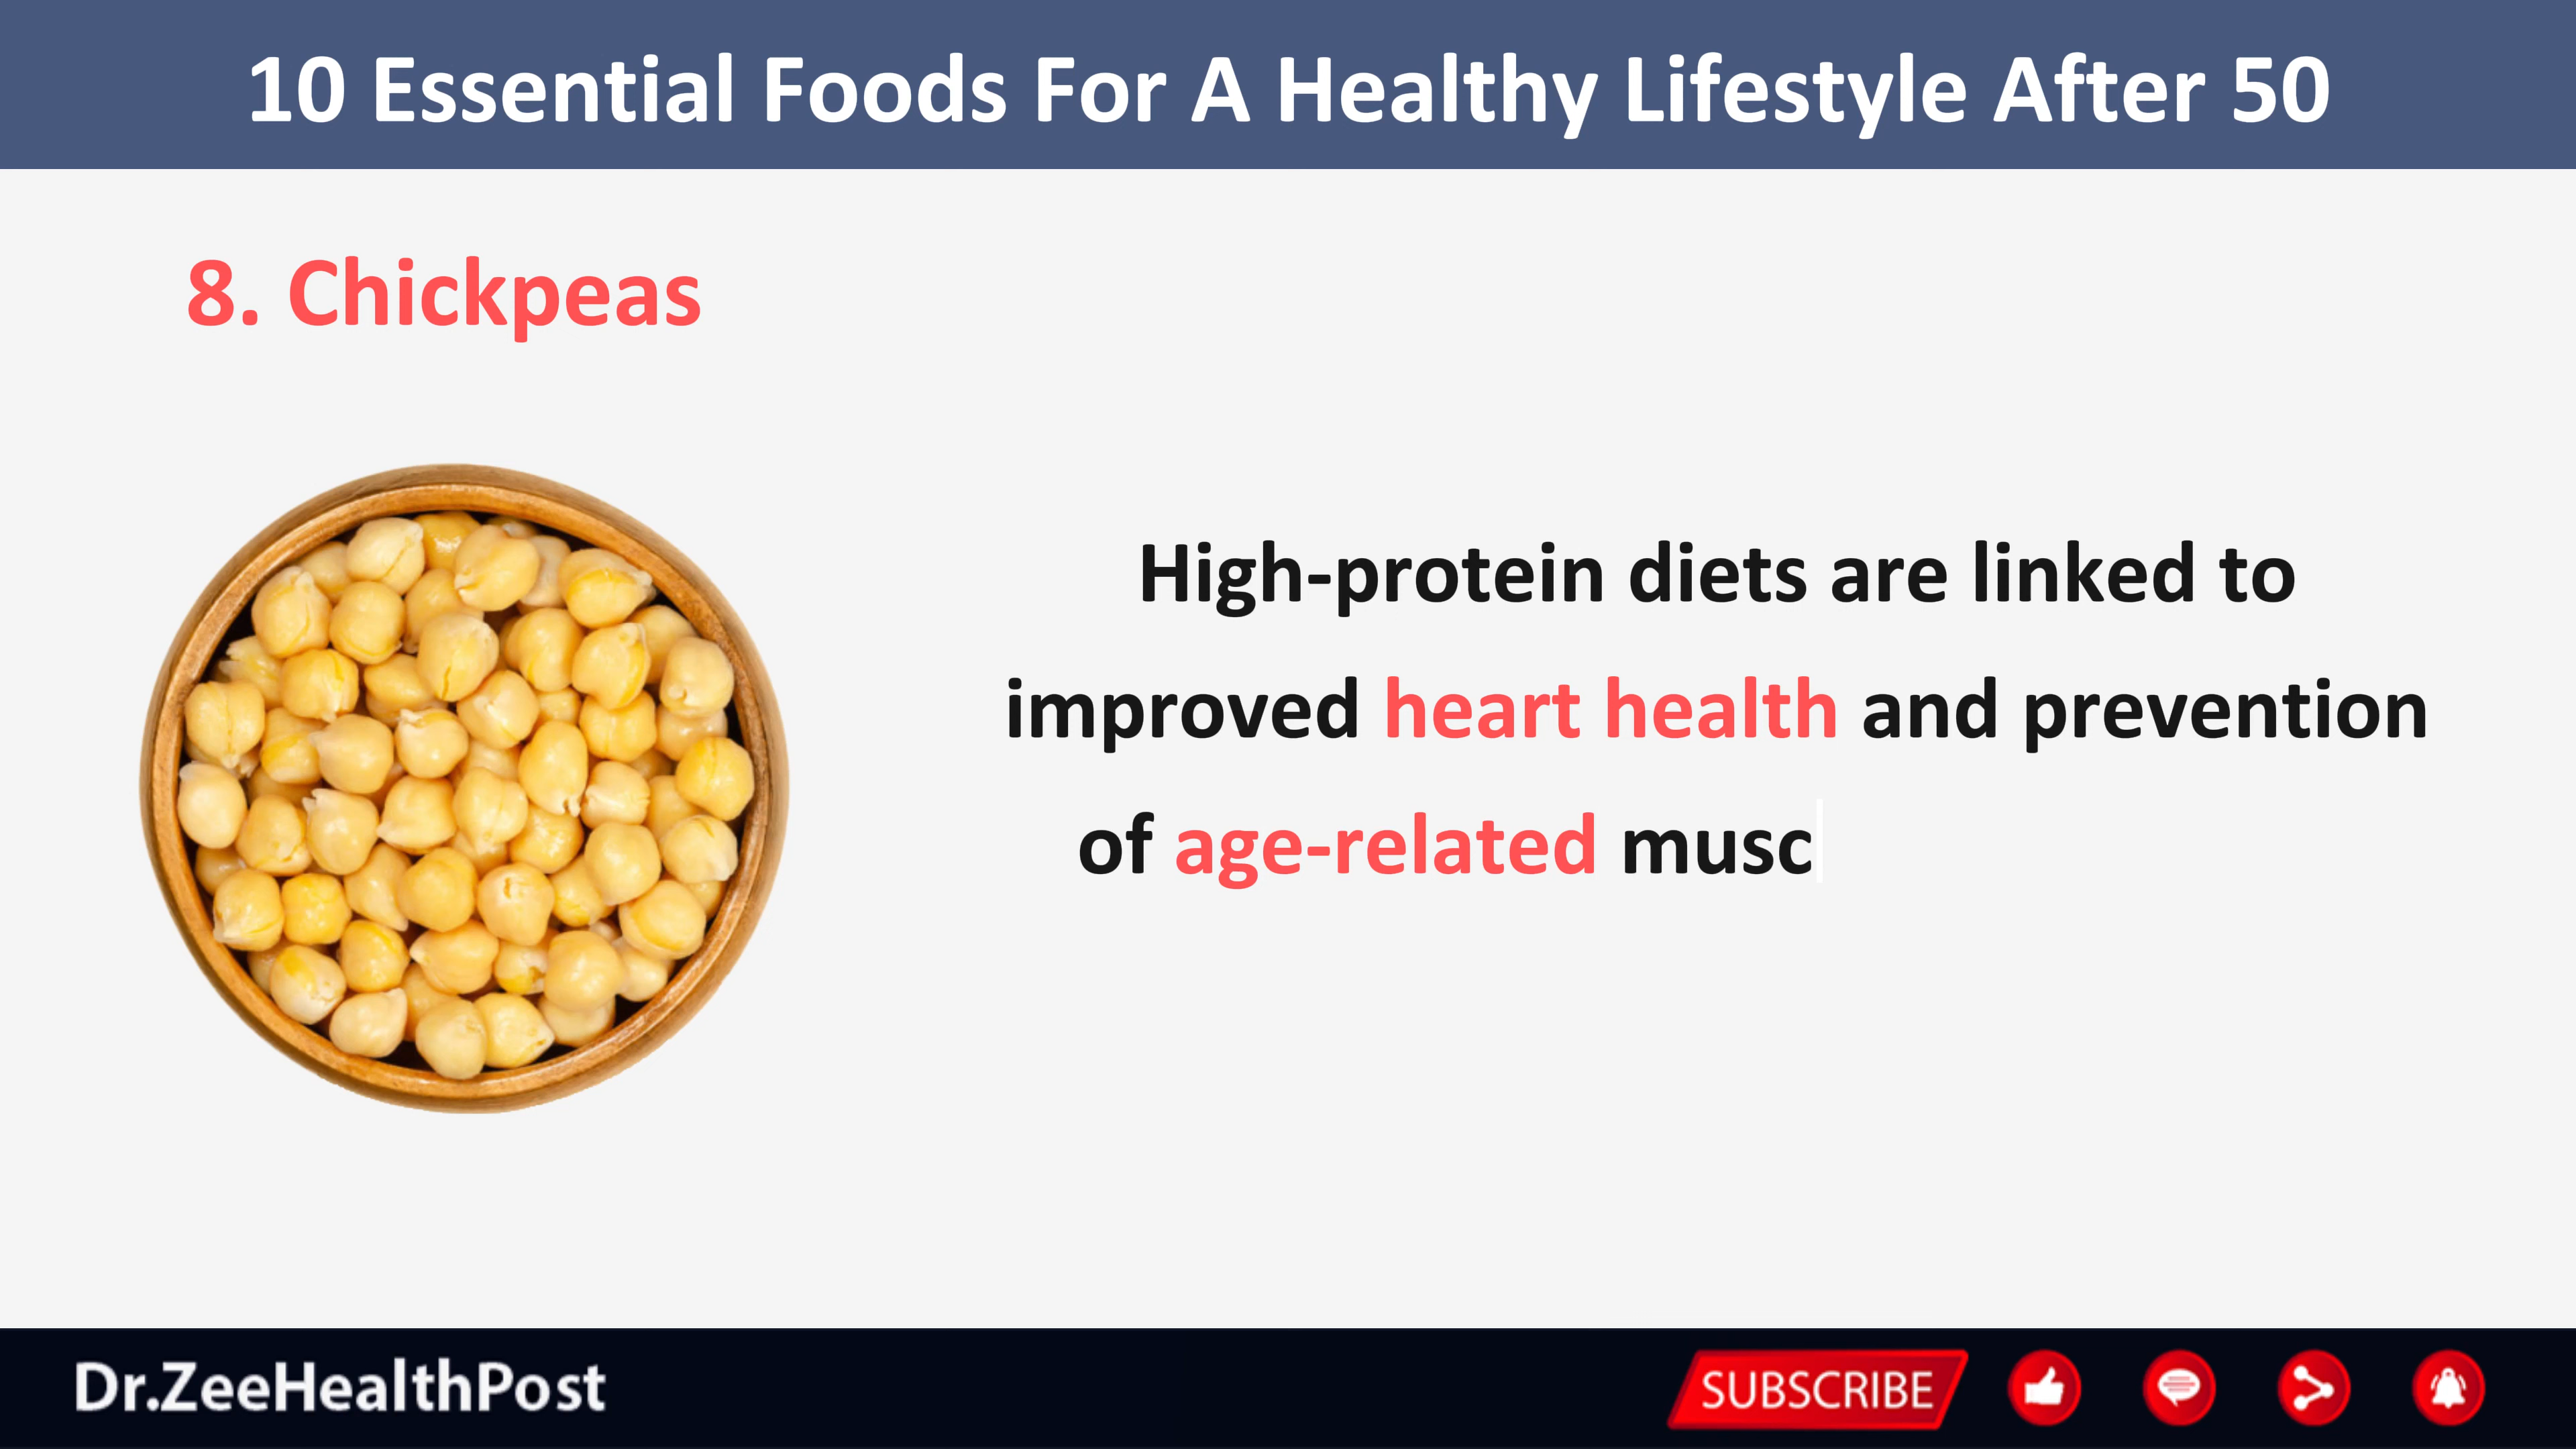 10 Essential Foods For A Healthy Lifestyle After 50
8. Chickpeas
High-protein diets are linked to
improved heart health and prevention
of age-related musc
Dr.ZeeHealthPost
SUBSCRIBE